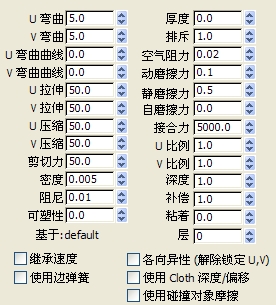 U 弯曲 5.0 厚度 0.0
V 弯曲 5.0 排斥 1.0
U 弯曲曲线 0.0 空气阻力 0.02
V 弯曲曲线 0.0 动摩擦力 0.1
U 拉伸 50.0 静摩擦力 0.5
V 拉伸 50.0 自摩擦力 0.0
U 压缩 50.0 接合力 5000.0
V 压缩 50.0 U 比例 1.0
剪切力 50.0 V 比例 1.0
密度 0.005 深度 1.0
阻尼 0.01 补偿 1.0
可塑性 0.0 粘着 0.0
基于:default 层 0
继承速度 各向异性 (解除锁定 U,V)
使用边弹簧 使用 Cloth 深度/偏移
使用碰撞对象摩擦